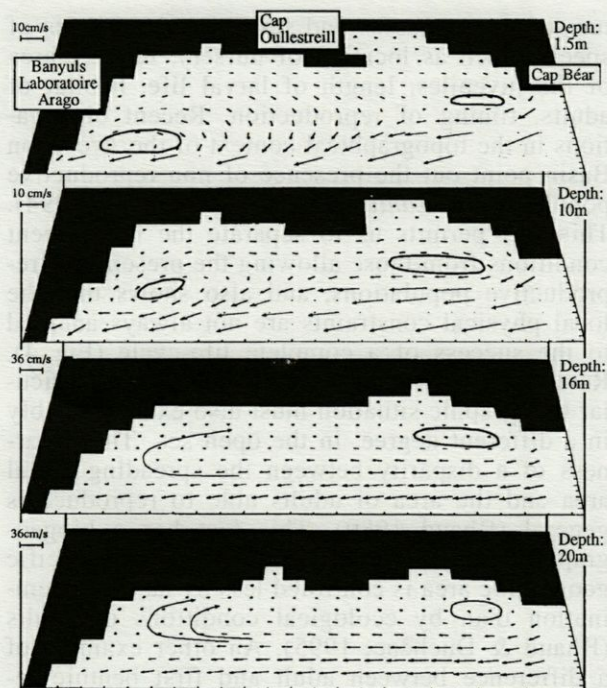 10cm/s
Cap
Oullestreill
Depth:
1.5m
Banyuls
Laboratoire
Arago
Cap Béar
10 cm/s
Depth:
10m
36 cm/s
Depth:
16m
36cm/s
Depth:
20m